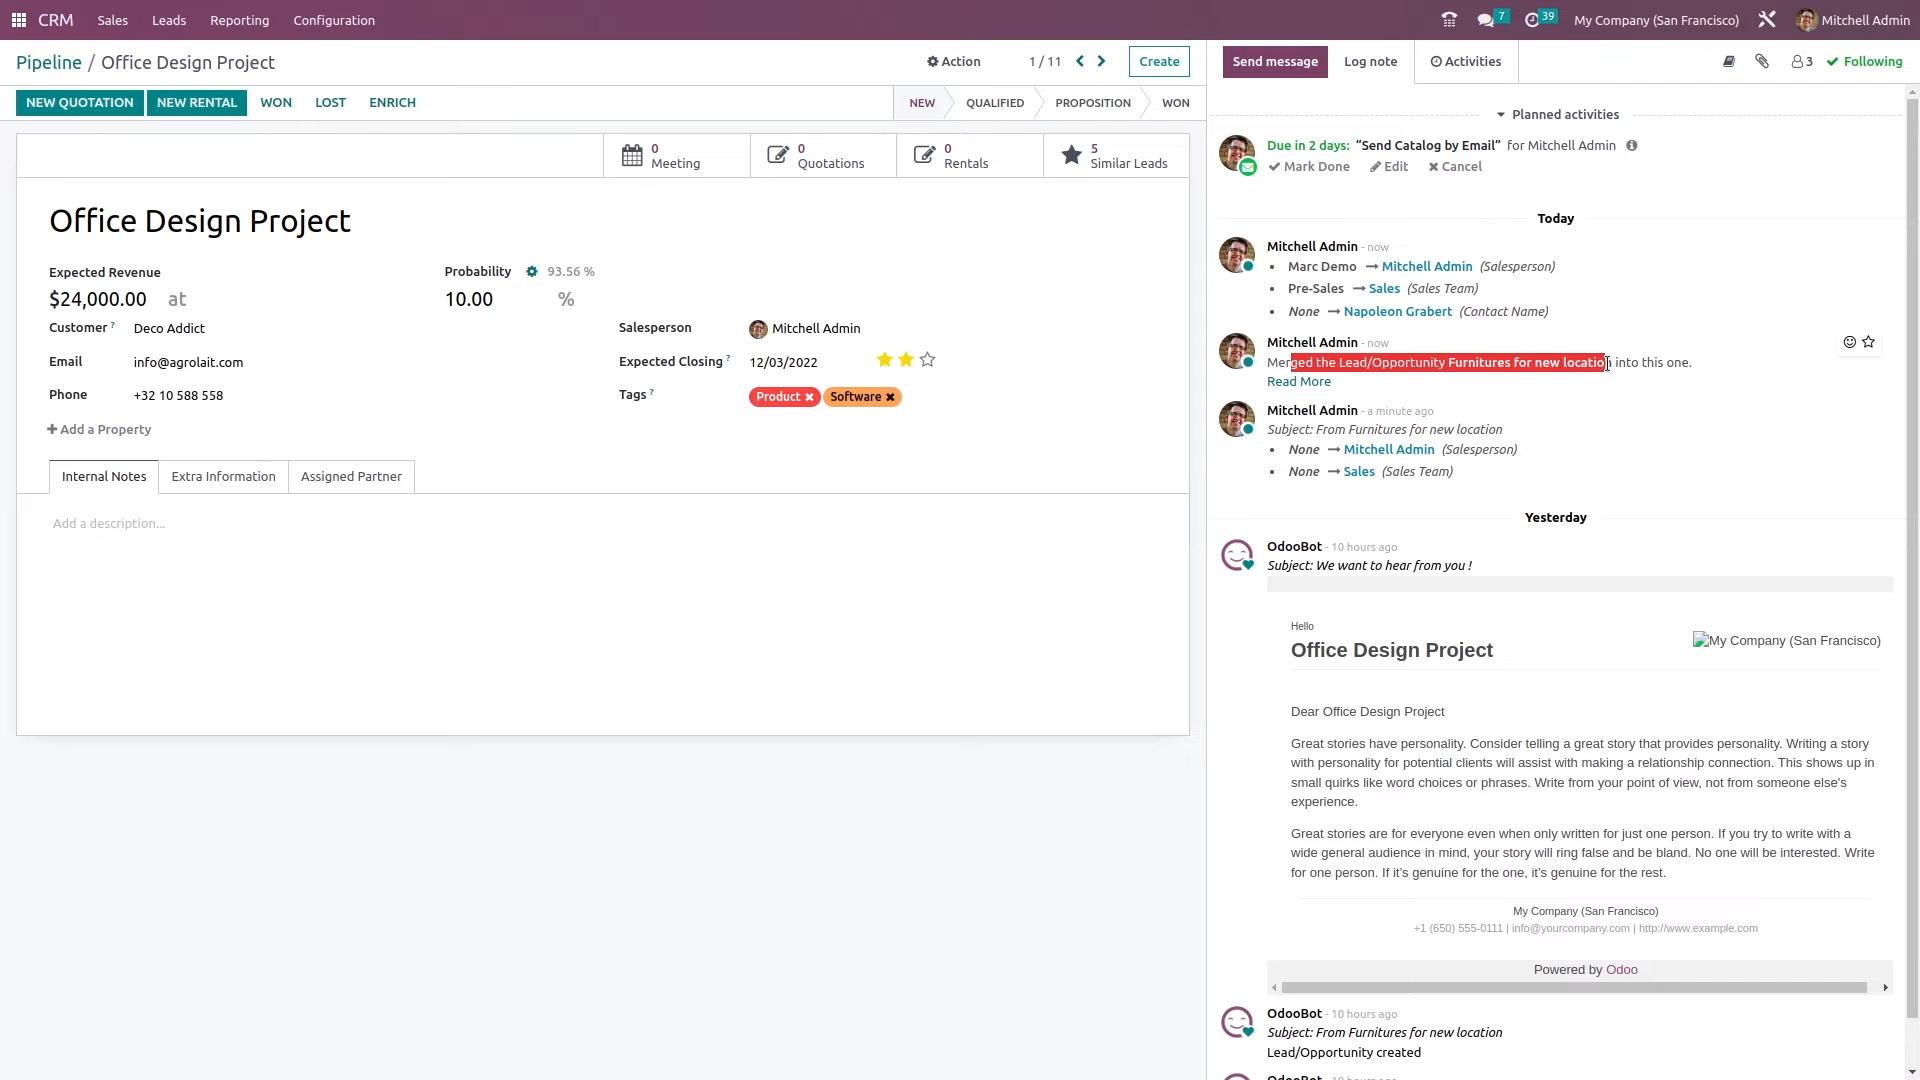 CRM Sales Leads Reporting Configuration 7 39 My Company (San Francisco) Mitchell Admin
Pipeline / Office Design Project Action 1 / 11 Create
NEW QUOTATION NEW RENTAL WON LOST ENRICH NEW QUALIFIED PROPOSITION WON
0 Meeting
0 Quotations
0 Rentals
5 Similar Leads
Office Design Project
Expected Revenue
$24,000.00 at
Probability 93.56 %
10.00 %
Customer ? Deco Addict
Email info@agrolait.com
Phone +32 10 588 558
Salesperson Mitchell Admin
Expected Closing ? 12/03/2022
Tags ? Product Software
Add a Property
Internal Notes Extra Information Assigned Partner
Add a description...
Send message Log note Activities 3 Following
Planned activities
Due in 2 days: “Send Catalog by Email” for Mitchell Admin
Mark Done Edit Cancel
Today
Mitchell Admin - now
• Marc Demo → Mitchell Admin (Salesperson)
• Pre-Sales → Sales (Sales Team)
• None → Napoleon Grabert (Contact Name)
Mitchell Admin - now
Merged the Lead/Opportunity Furnitures for new location into this one.
Read More
Mitchell Admin - a minute ago
Subject: From Furnitures for new location
• None → Mitchell Admin (Salesperson)
• None → Sales (Sales Team)
Yesterday
OdooBot - 10 hours ago
Subject: We want to hear from you !
Hello
Office Design Project
My Company (San Francisco)
Dear Office Design Project
Great stories have personality. Consider telling a great story that provides personality. Writing a story
with personality for potential clients will assist with making a relationship connection. This shows up in
small quirks like word choices or phrases. Write from your point of view, not from someone else's
experience.
Great stories are for everyone even when only written for just one person. If you try to write with a
wide general audience in mind, your story will ring false and be bland. No one will be interested. Write
for one person. If it's genuine for the one, it's genuine for the rest.
My Company (San Francisco)
+1 (650) 555-0111 | info@yourcompany.com | http://www.example.com
Powered by Odoo
OdooBot - 10 hours ago
Subject: From Furnitures for new location
Lead/Opportunity created
OdooBot - 10 hours ago